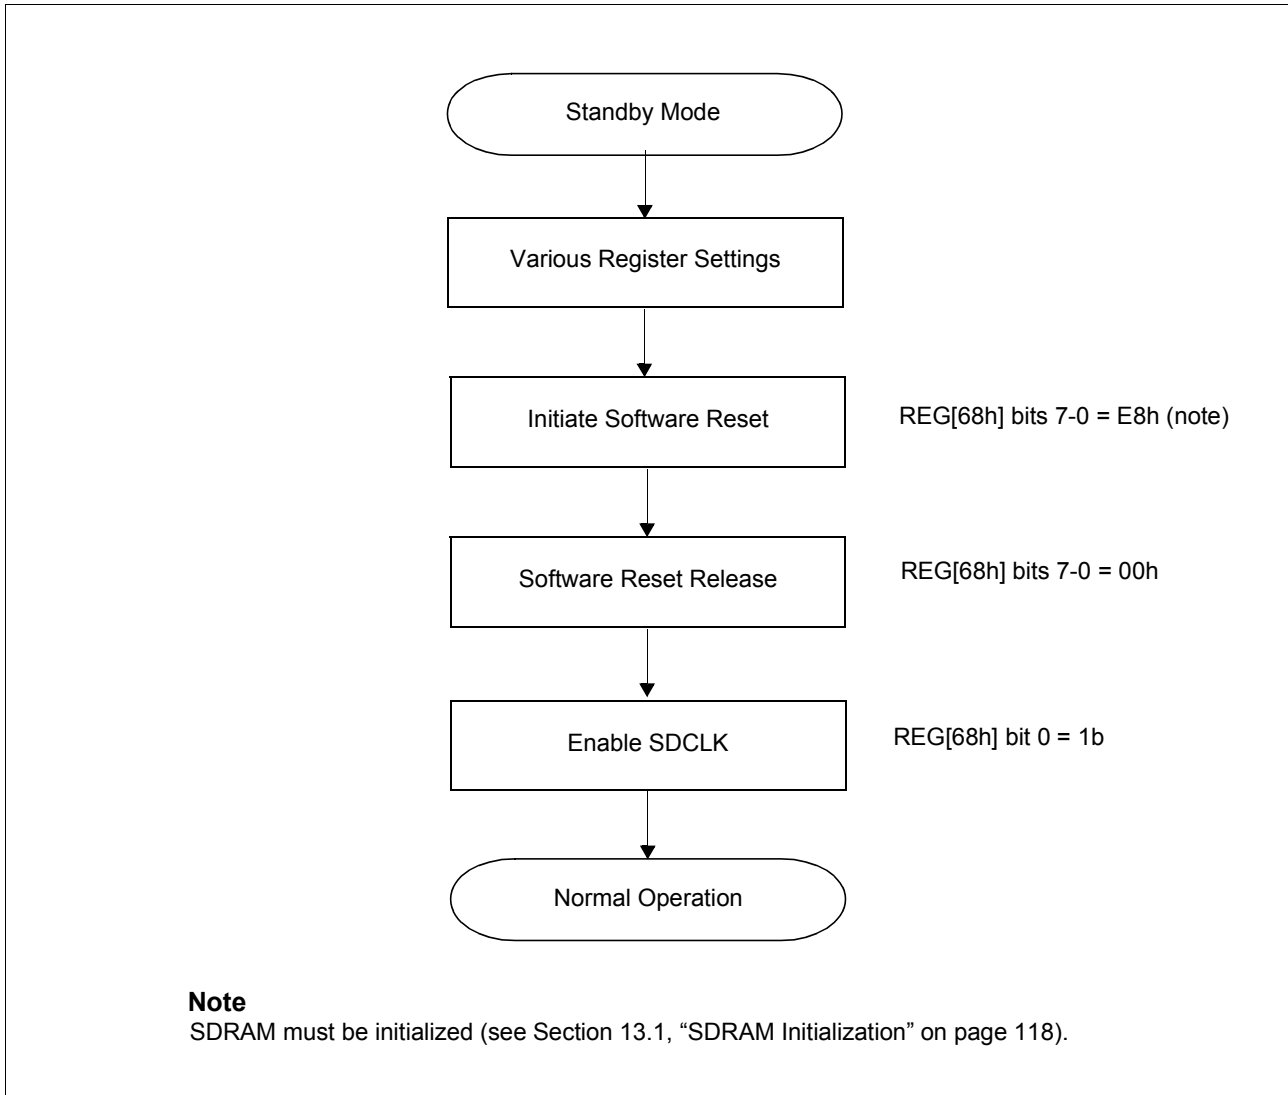 Standby Mode
Various Register Settings
Initiate Software Reset
REG[68h] bits 7-0 = E8h (note)
Software Reset Release
REG[68h] bits 7-0 = 00h
Enable SDCLK
REG[68h] bit 0 = 1b
Normal Operation
Note
SDRAM must be initialized (see Section 13.1, “SDRAM Initialization” on page 118).